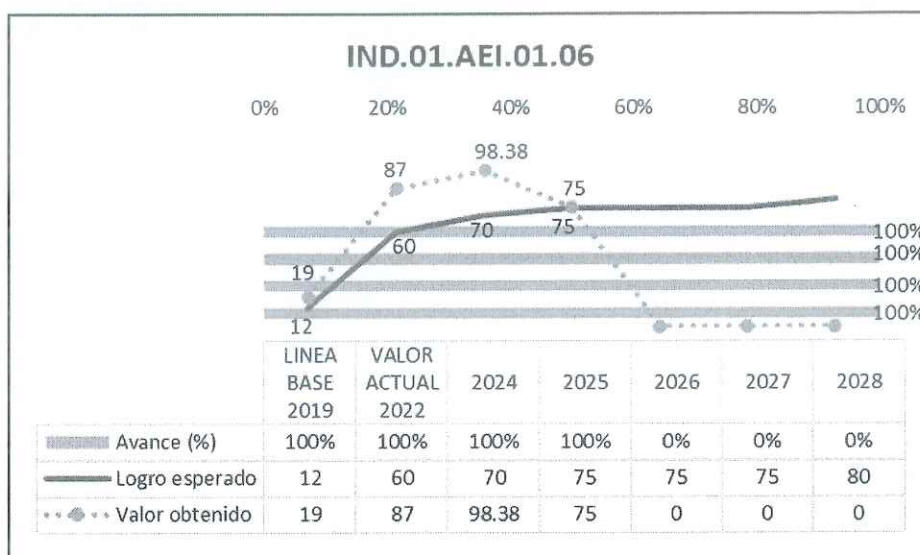 IND.01.AEI.01.06
0% 20% 40% 60% 80% 100%
98.38
87
75
100%
60 70 75 100%
19 100%
12 100%
LINEA BASE 2019 VALOR ACTUAL 2022 2024 2025 2026 2027 2028
Avance (%) 100% 100% 100% 100% 0% 0% 0%
Logro esperado 12 60 70 75 75 75 80
Valor obtenido 19 87 98.38 75 0 0 0